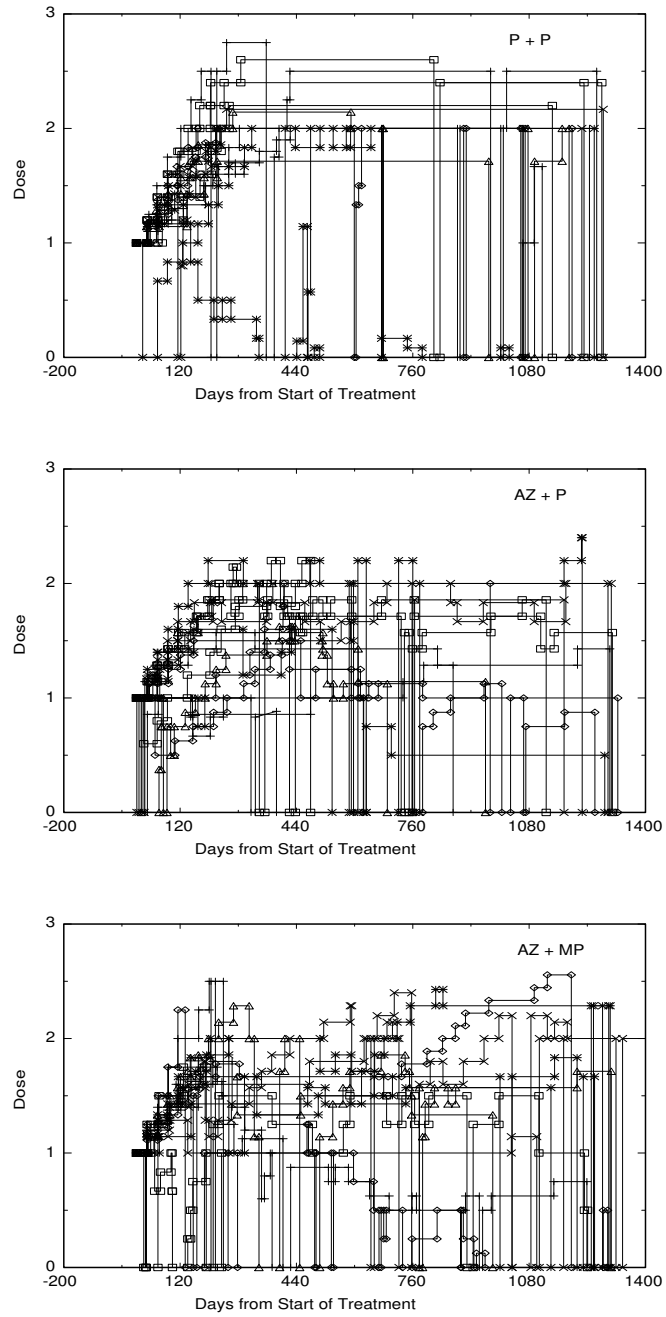 3
P + P
2
Dose
1
0
-200 120 440 760 1080 1400
Days from Start of Treatment
3
AZ + P
2
Dose
1
0
-200 120 440 760 1080 1400
Days from Start of Treatment
3
AZ + MP
2
Dose
1
0
-200 120 440 760 1080 1400
Days from Start of Treatment